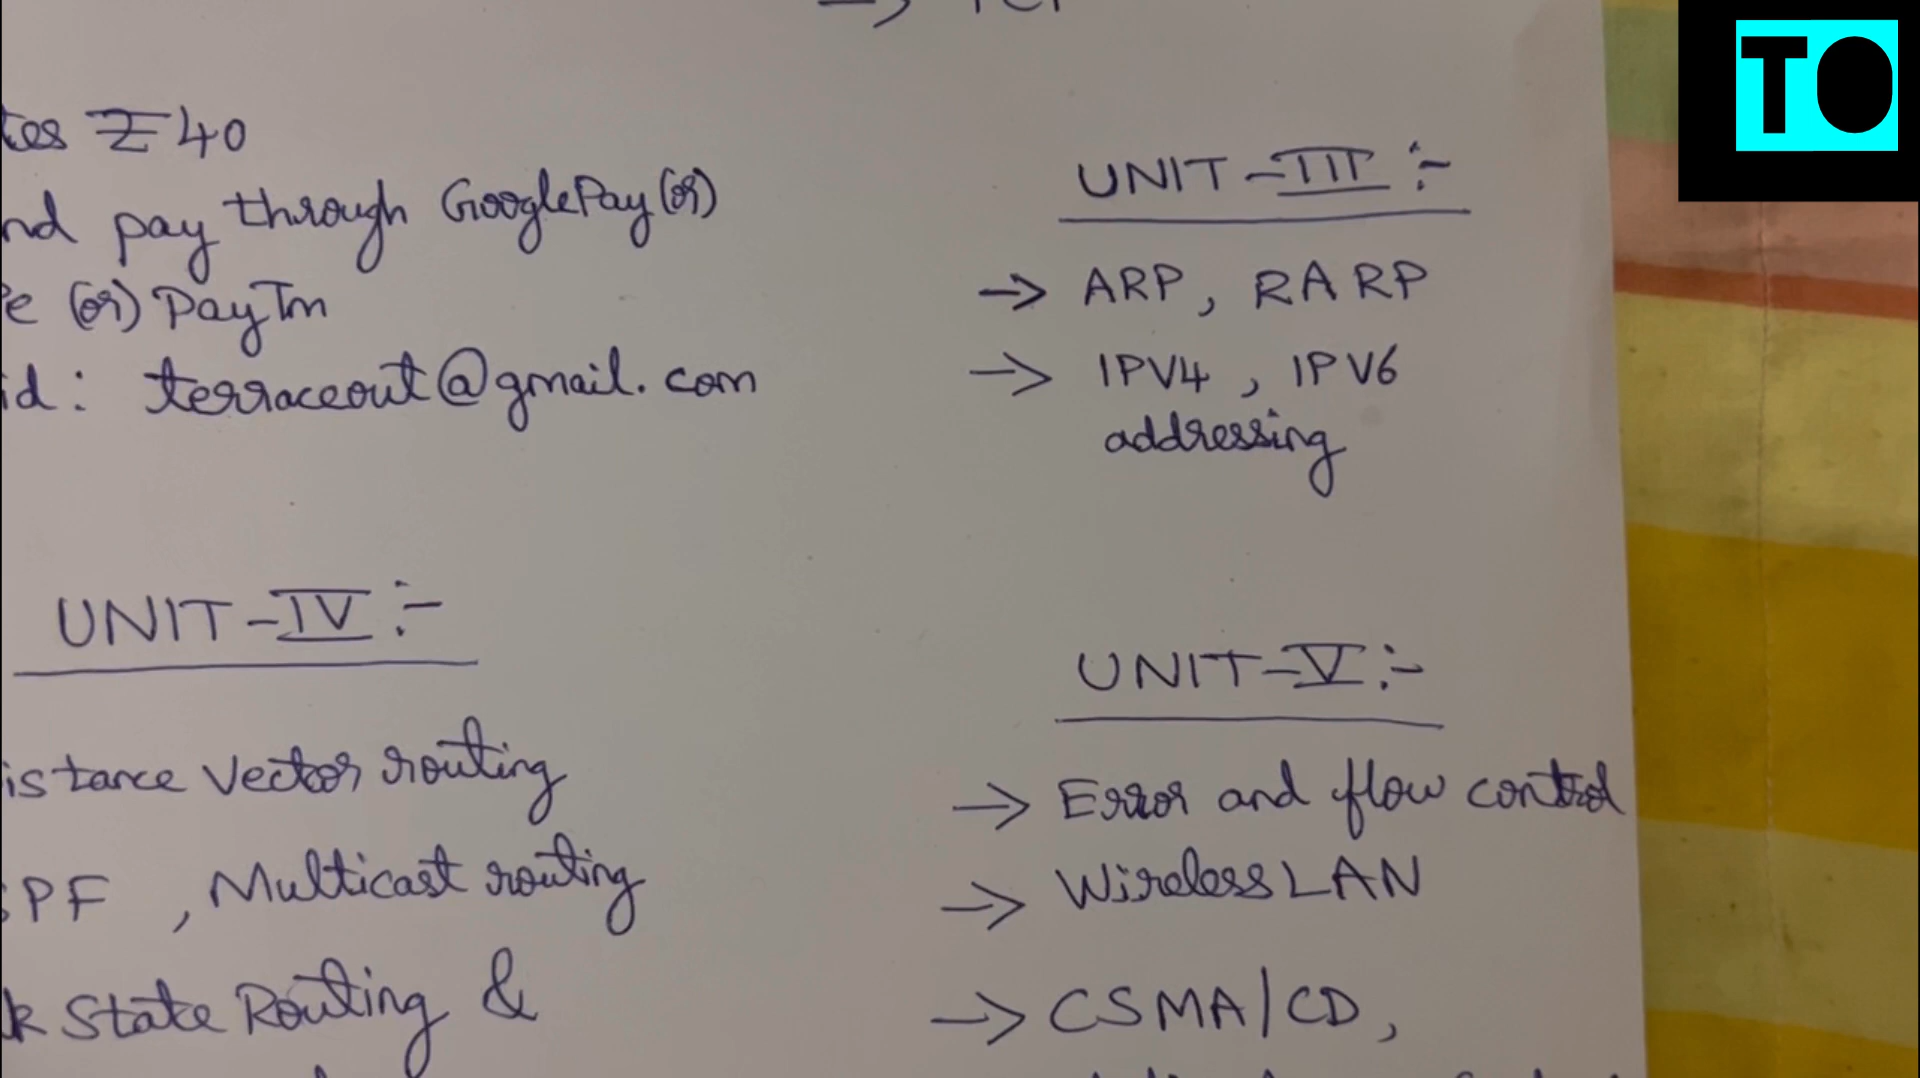 TO
₹40
pay through GooglePay (or)
(or) PayTm
id: terraceout@gmail.com
UNIT-III :-
→ ARP, RARP
→ IPV4, IPV6
addressing
UNIT-IV :-
istance Vector routing
PF , Multicast routing
k State Routing &
UNIT-V :-
→ Error and flow control
→ Wireless LAN
→ CSMA/CD,